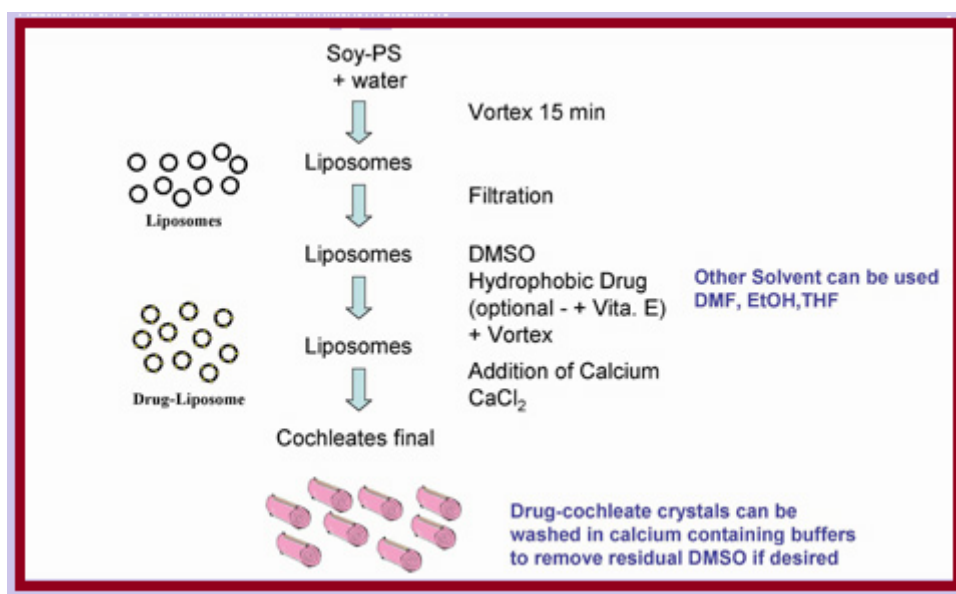 Soy-PS
+ water
Vortex 15 min
Liposomes
Liposomes
Filtration
Liposomes
DMSO
Hydrophobic Drug
(optional - + Vita. E)
+ Vortex
Other Solvent can be used
DMF, EtOH,THF
Liposomes
Drug-Liposome
Addition of Calcium
CaCl₂
Cochleates final
Drug-cochleate crystals can be
washed in calcium containing buffers
to remove residual DMSO if desired